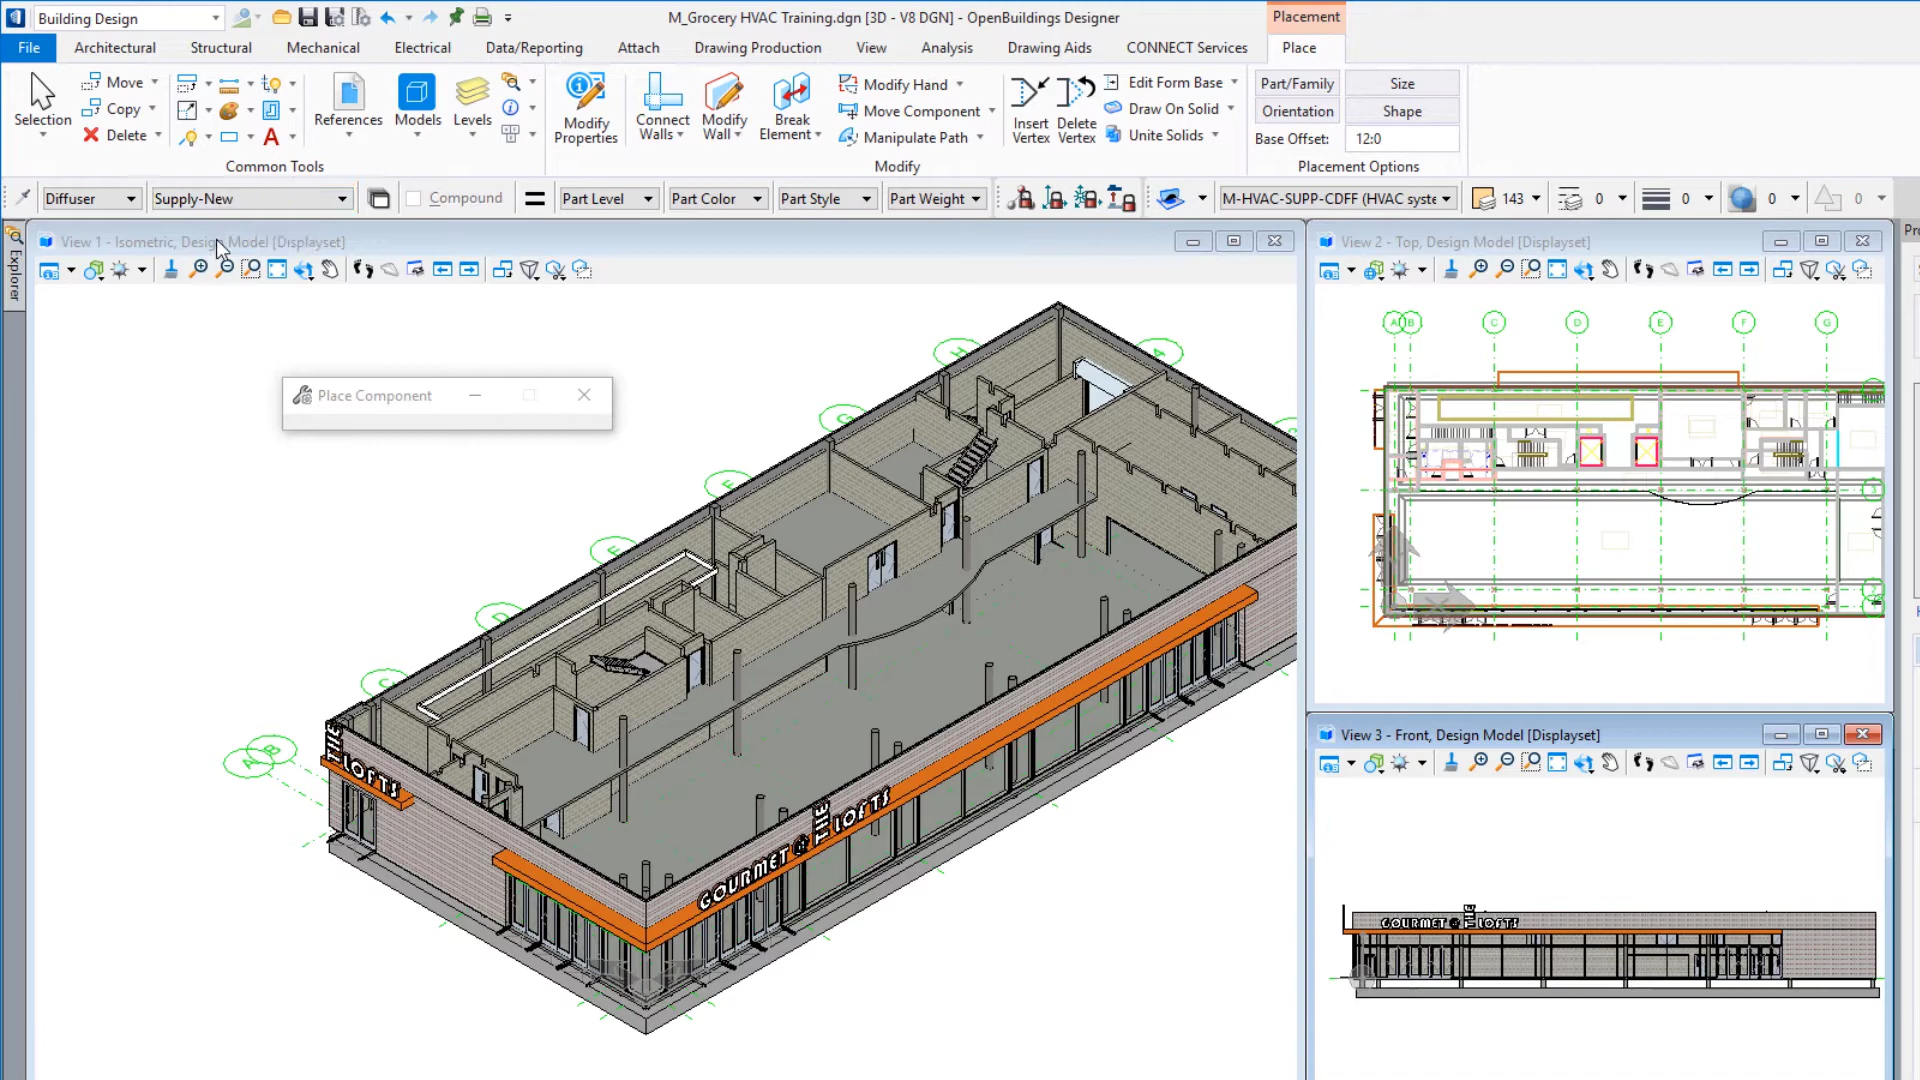 Building Design
M_Grocery HVAC Training.dgn [3D - V8 DGN] - OpenBuildings Designer
Placement
File
Architectural
Structural
Mechanical
Electrical
Data/Reporting
Attach
Drawing Production
View
Analysis
Drawing Aids
CONNECT Services
Place
Selection
Move
Copy
Delete
A
References
Models
Levels
Common Tools
Modify Properties
Connect Walls
Modify Wall
Break Element
Modify Hand
Move Component
Manipulate Path
Insert Vertex
Delete Vertex
Edit Form Base
Draw On Solid
Unite Solids
Modify
Part/Family
Size
Orientation
Shape
Base Offset:
12:0
Placement Options
Diffuser
Supply-New
Compound
Part Level
Part Color
Part Style
Part Weight
M-HVAC-SUPP-CDFF (HVAC syste
143
0
0
0
0
Explorer
View 1 - Isometric, Design Model [Displayset]
View 2 - Top, Design Model [Displayset]
Pro
Place Component
H
G
F
E
D
C
B
A
4
THE
LOFTS
GOURMET @ THE LOFTS
A
B
C
D
E
F
G
3
2
View 3 - Front, Design Model [Displayset]
GOURMET @ THE LOFTS